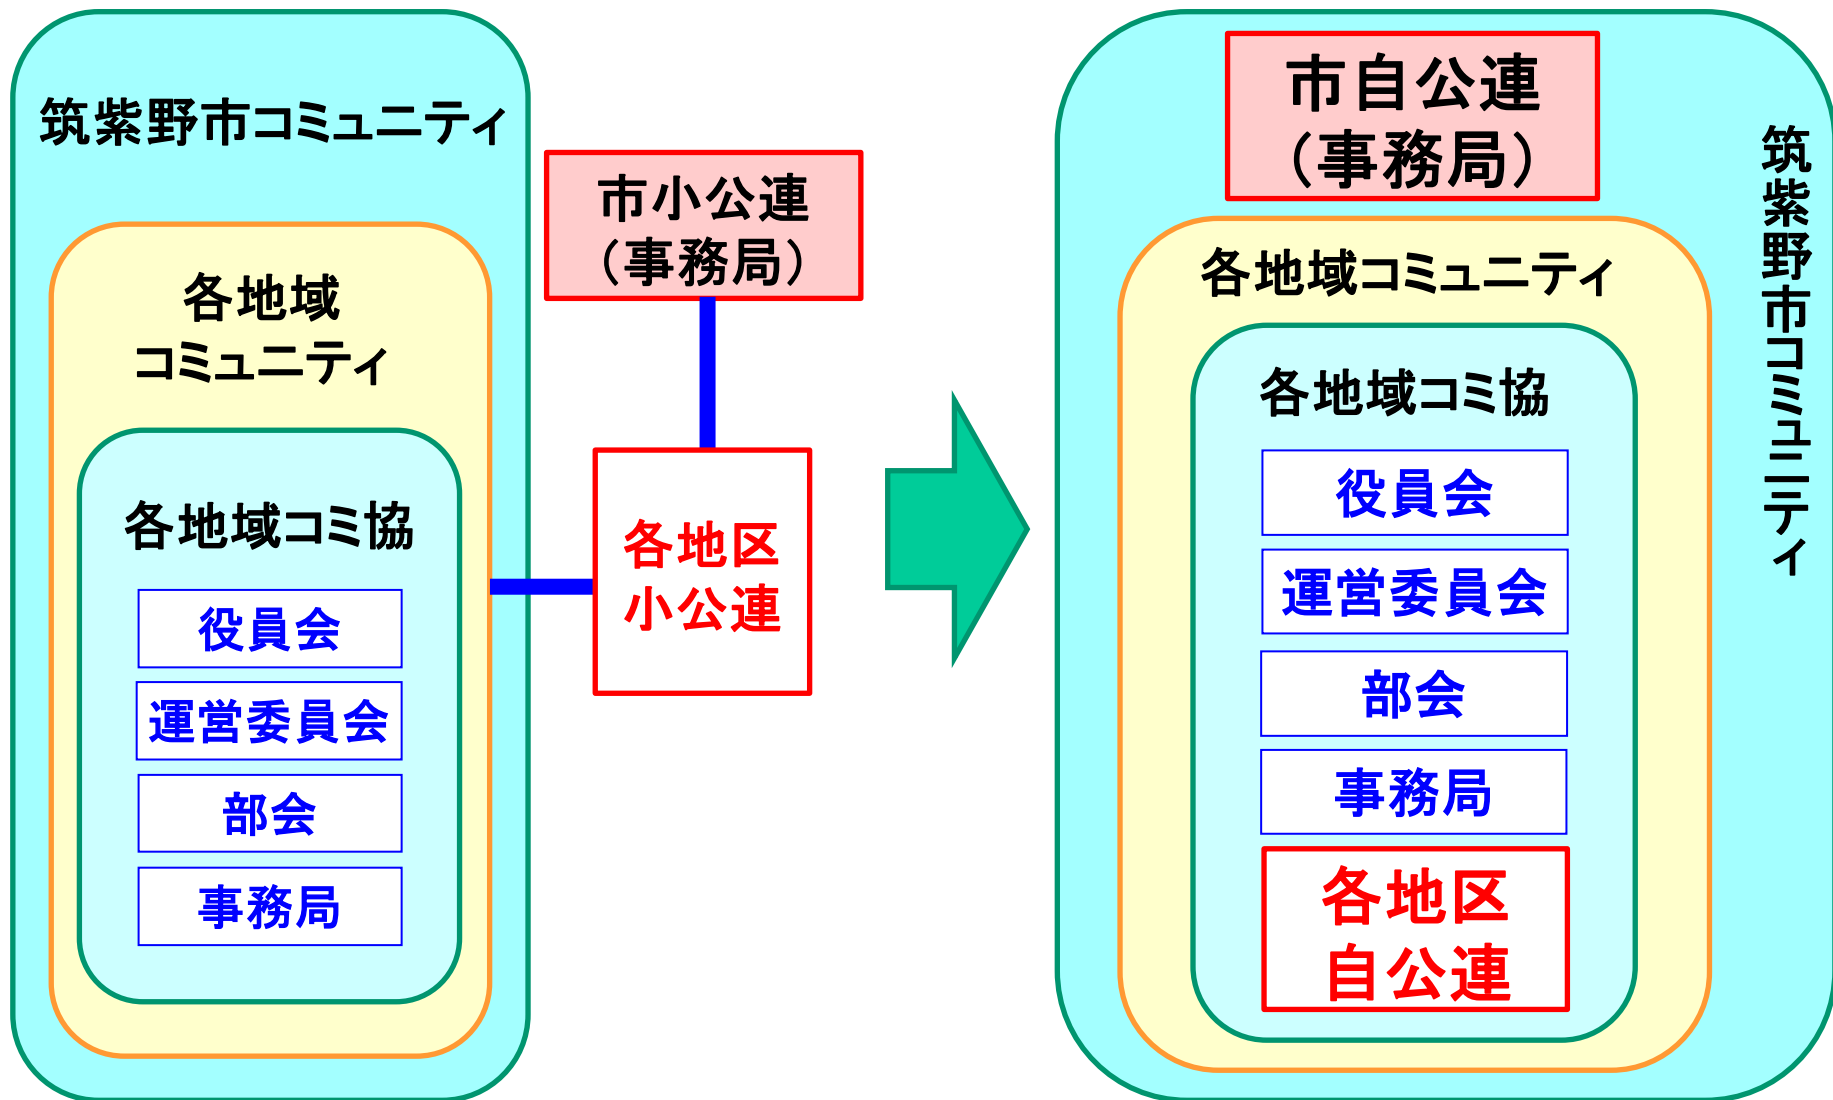 筑紫野市コミュニティ
各地域
コミュニティ
各地域コミ協
役員会
運営委員会
部会
事務局
市小公連
（事務局）
各地区
小公連
市自公連
（事務局）
筑紫野市コミュニティ
各地域コミュニティ
各地域コミ協
役員会
運営委員会
部会
事務局
各地区
自公連